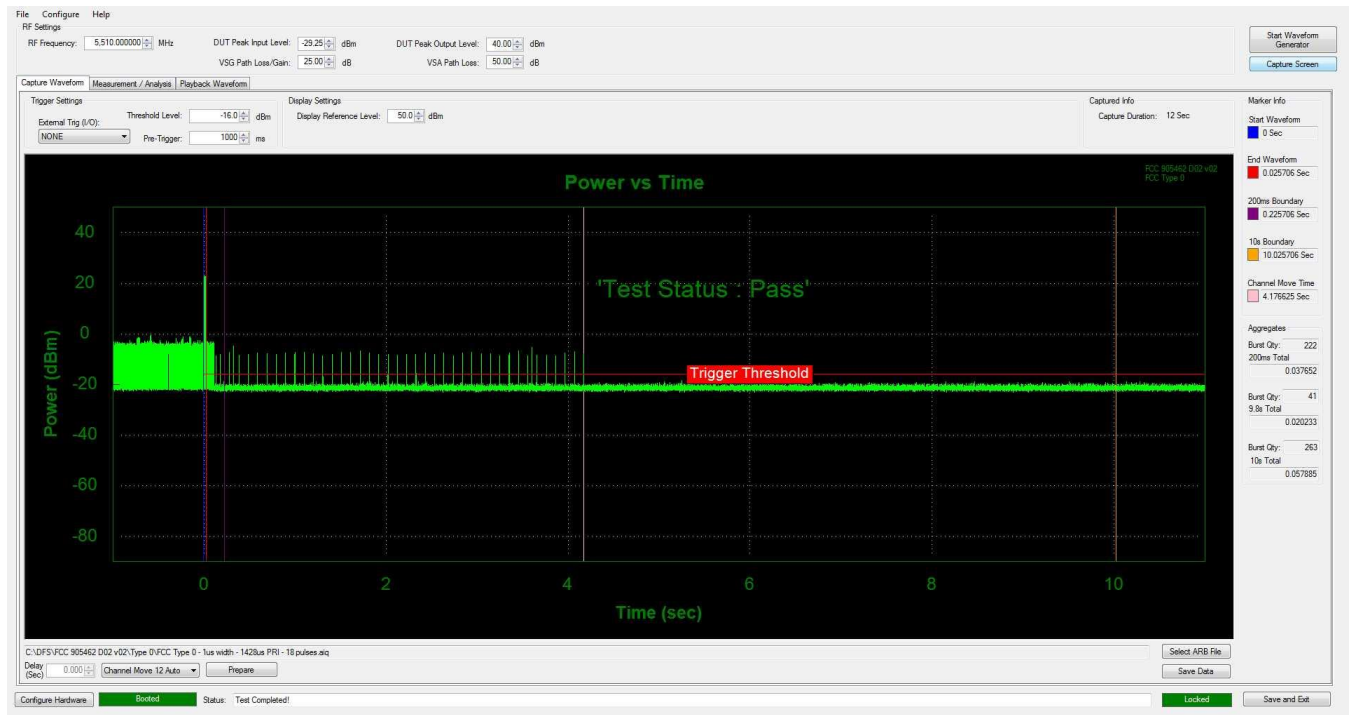 File Configure Help
RF Settings
RF Frequency: 5,510.000000 MHz DUT Peak Input Level: -29.25 dBm DUT Peak Output Level: 40.00 dBm
VSG Path Loss/Gain: 25.00 dB VSA Path Loss: 50.00 dB
Start Waveform
Generator
Capture Screen
Capture Waveform Measurement / Analysis Playback Waveform
Trigger Settings
External Trig (I/O): Threshold Level: -16.0 dBm
NONE Pre-Trigger: 1000 ms
Display Settings
Display Reference Level: 50.0 dBm
Captured Info
Capture Duration: 12 Sec
Marker Info
Start Waveform
0 Sec
End Waveform
0.025706 Sec
200ms Boundary
0.225706 Sec
10s Boundary
10.025706 Sec
Channel Move Time
4.176625 Sec
Aggregates
Burst Qty: 222
200ms Total
0.037652
Burst Qty: 41
9.8s Total
0.020233
Burst Qty: 263
10s Total
0.057885
Power vs Time
FCC 905462 D02 v02
FCC Type 0
40
20
0
-20
-40
-60
-80
Power (dBm)
'Test Status : Pass'
Trigger Threshold
0 2 4 6 8 10
Time (sec)
C:\DFS\FCC 905462 D02 v02\Type 0\FCC Type 0 - 1us width - 1428us PRI - 18 pulses.aiq
Select ARB File
Delay
(Sec) 0.000 Channel Move 12 Auto Prepare
Save Data
Configure Hardware Booted Status: Test Completed! Locked Save and Exit